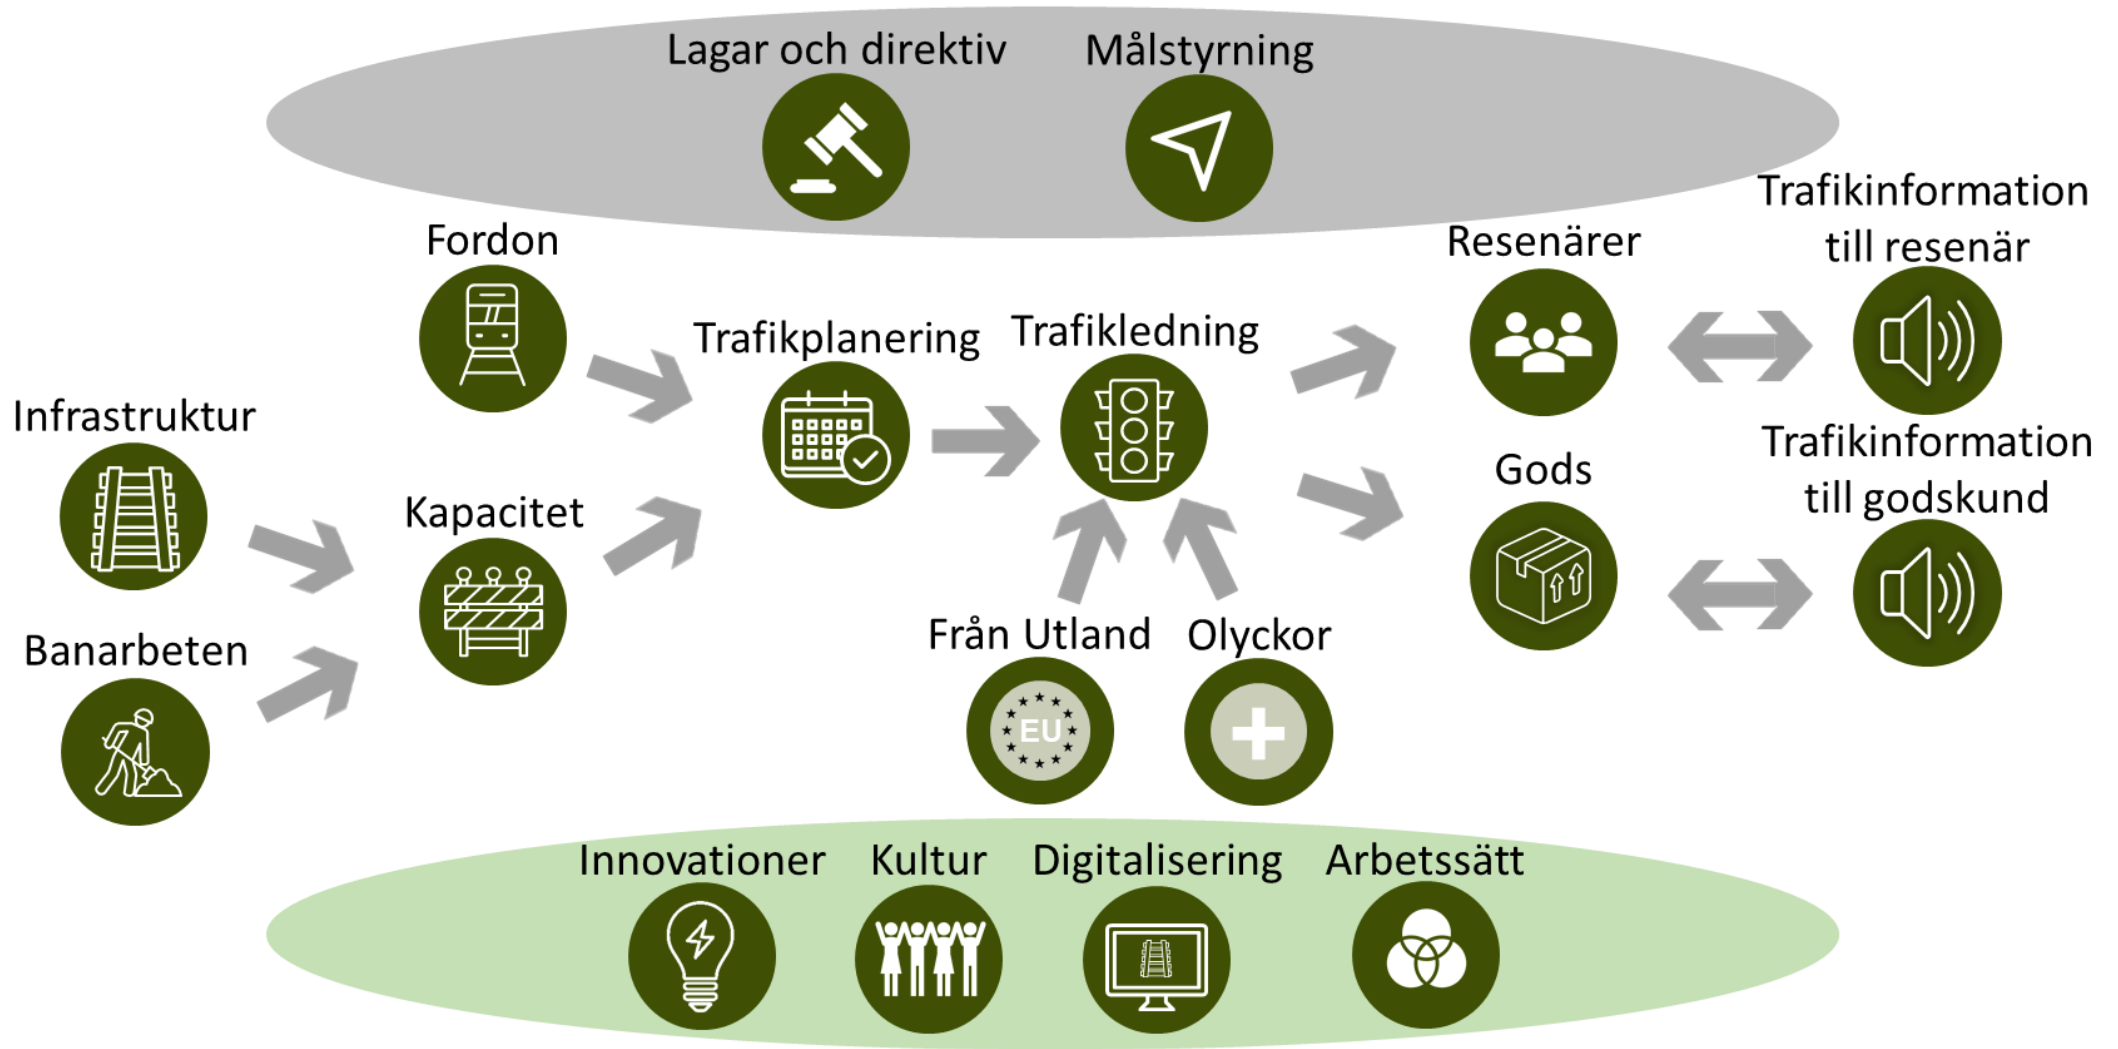 Lagar och direktiv
Målstyrning
Fordon
Trafikplanering
Trafikledning
Resenärer
Trafikinformation
till resenär
Infrastruktur
Kapacitet
Gods
Trafikinformation
till godskund
Banarbeten
Från Utland
Olyckor
EU
Innovationer
Kultur
Digitalisering
Arbetssätt